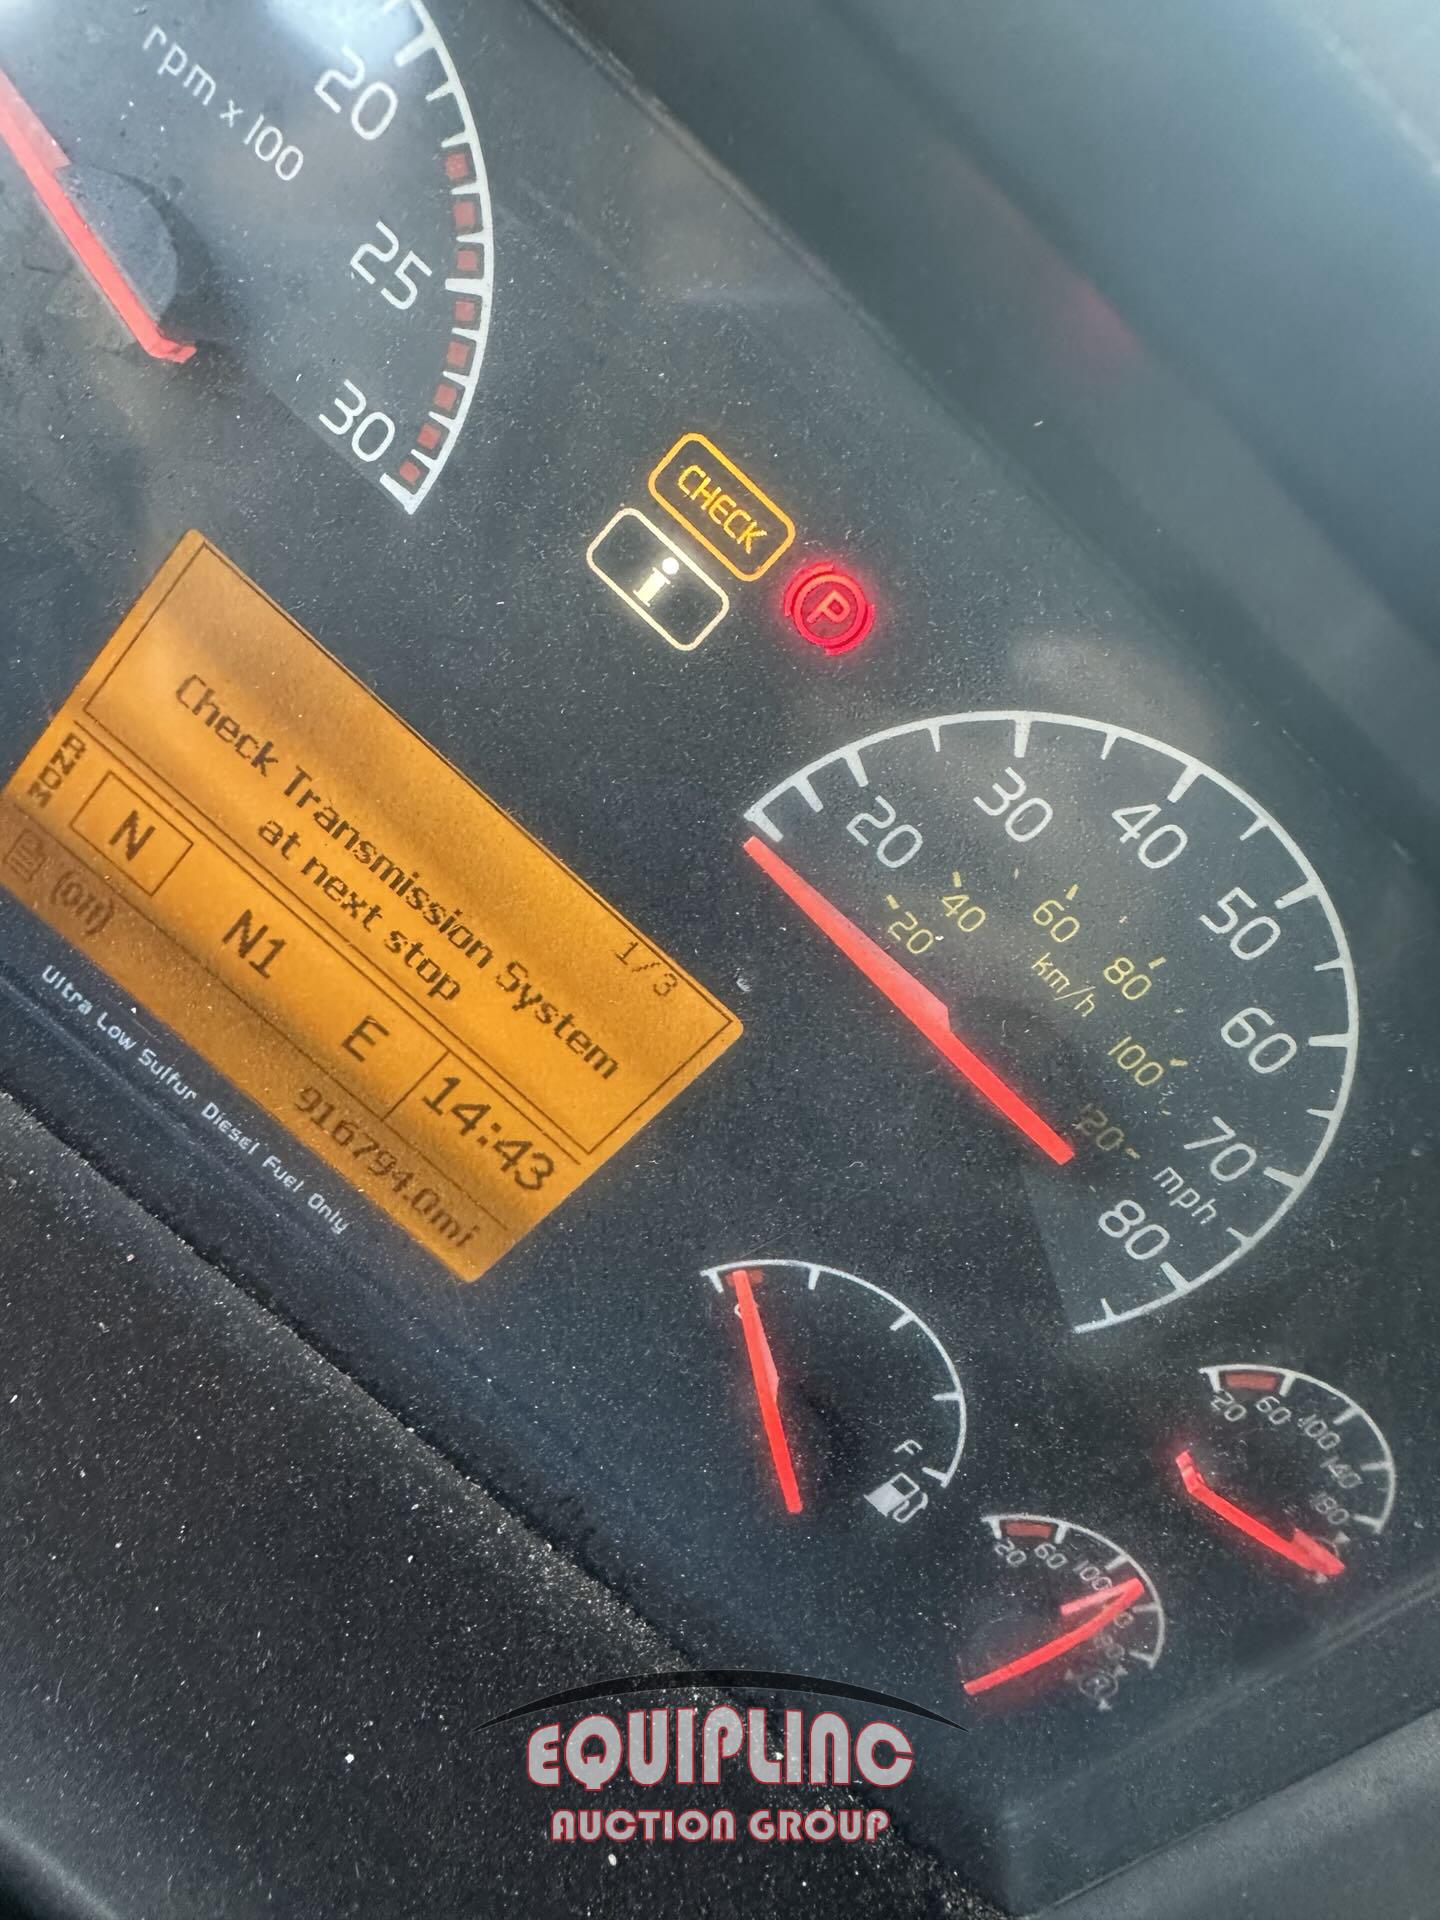 rpm x 100
20
25
30
CHECK
i
P
1/3
Check Transmission System
at next stop
N
N1
E
14:43
(off)
916794.0mi
Ultra Low Sulfur Diesel Fuel Only
20
30
40
50
60
70
80
mph
20
40
60
80
100
120
km/h
F
20
60
100
140
180
20
60
100
EQUIPLINC
AUCTION GROUP